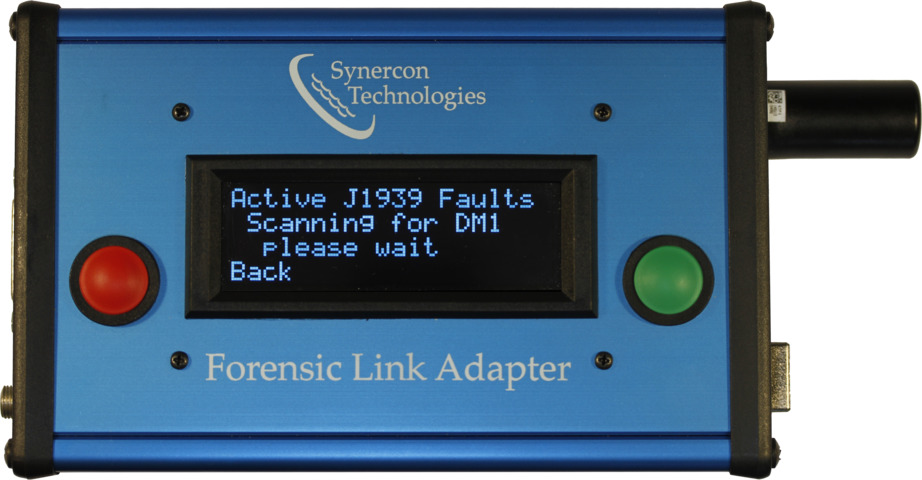 Synercon
Technologies
Active J1939 Faults
Scanning for DM1
please wait
Back
Forensic Link Adapter